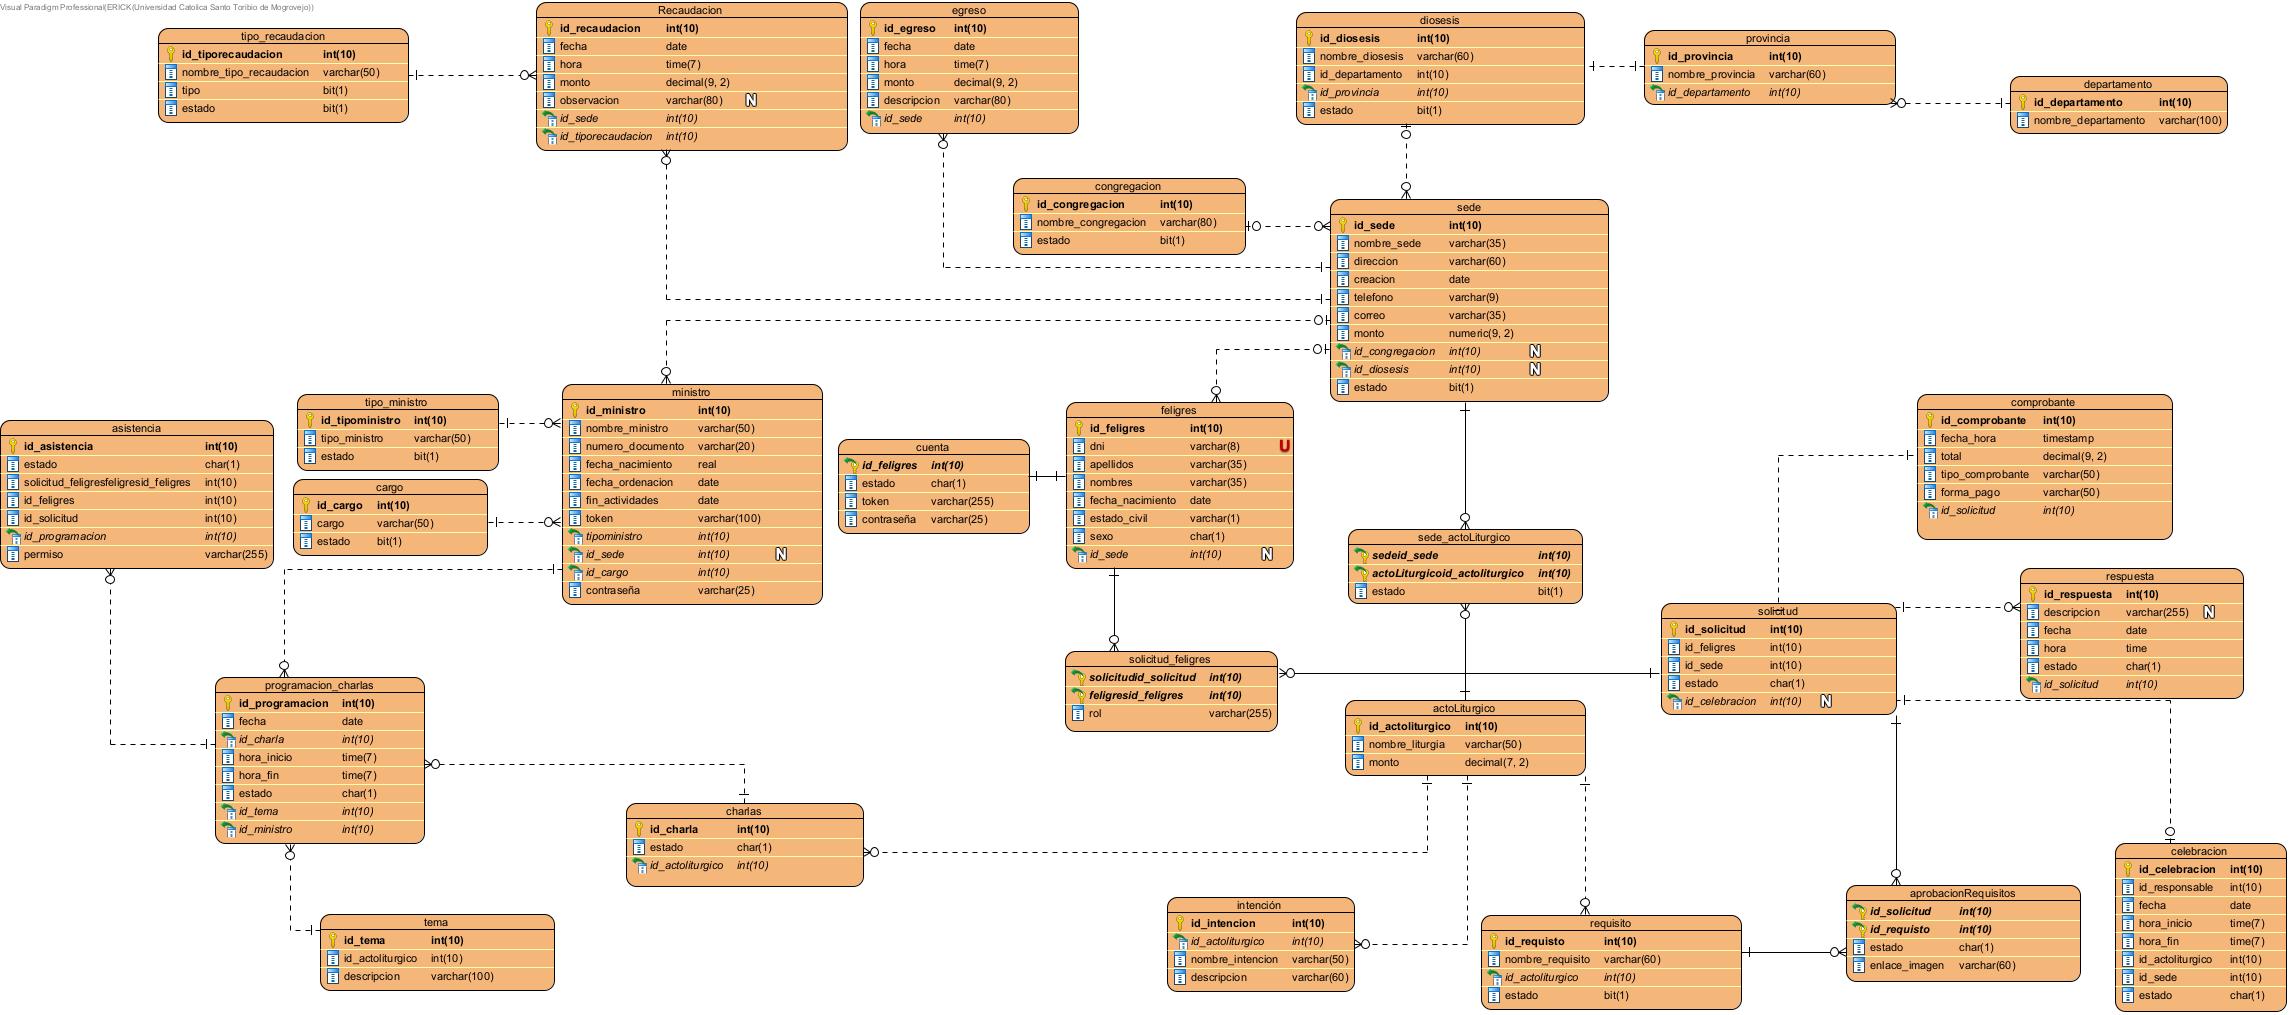 Visual Paradigm Professional(ERICK(Universidad Catolica Santo Toribio de Mogrovejo))
tipo_recaudacion
id_tiporecaudacion int(10)
nombre_tipo_recaudacion varchar(50)
tipo bit(1)
estado bit(1)
Recaudacion
id_recaudacion int(10)
fecha date
hora time(7)
monto decimal(9, 2)
observacion varchar(80) N
id_sede int(10)
id_tiporecaudacion int(10)
egreso
id_egreso int(10)
fecha date
hora time(7)
monto decimal(9, 2)
descripcion varchar(80)
id_sede int(10)
diosesis
id_diosesis int(10)
nombre_diosesis varchar(60)
id_departamento int(10)
id_provincia int(10)
estado bit(1)
provincia
id_provincia int(10)
nombre_provincia varchar(60)
id_departamento int(10)
departamento
id_departamento int(10)
nombre_departamento varchar(100)
congregacion
id_congregacion int(10)
nombre_congregacion varchar(80)
estado bit(1)
sede
id_sede int(10)
nombre_sede varchar(35)
direccion varchar(60)
creacion date
telefono varchar(9)
correo varchar(35)
monto numeric(9, 2)
id_congregacion int(10) N
id_diosesis int(10) N
estado bit(1)
asistencia
id_asistencia int(10)
estado char(1)
solicitud_feligresfeligresid_feligres int(10)
id_feligres int(10)
id_solicitud int(10)
id_programacion int(10)
permiso varchar(255)
tipo_ministro
id_tipoministro int(10)
tipo_ministro varchar(50)
estado bit(1)
cargo
id_cargo int(10)
cargo varchar(50)
estado bit(1)
ministro
id_ministro int(10)
nombre_ministro varchar(50)
numero_documento varchar(20)
fecha_nacimiento real
fecha_ordenacion date
fin_actividades date
token varchar(100)
tipoministro int(10)
id_sede int(10) N
id_cargo int(10)
contraseña varchar(25)
cuenta
id_feligres int(10)
estado char(1)
token varchar(255)
contraseña varchar(25)
feligres
id_feligres int(10)
dni varchar(8) U
apellidos varchar(35)
nombres varchar(35)
fecha_nacimiento date
estado_civil varchar(1)
sexo char(1)
id_sede int(10) N
sede_actoLiturgico
sedeid_sede int(10)
actoLiturgicoid_actoliturgico int(10)
estado bit(1)
comprobante
id_comprobante int(10)
fecha_hora timestamp
total decimal(9, 2)
tipo_comprobante varchar(50)
forma_pago varchar(50)
id_solicitud int(10)
respuesta
id_respuesta int(10)
descripcion varchar(255) N
fecha date
hora time
estado char(1)
id_solicitud int(10)
solicitud
id_solicitud int(10)
id_feligres int(10)
id_sede int(10)
estado char(1)
id_celebracion int(10) N
solicitud_feligres
solicitudid_solicitud int(10)
feligresid_feligres int(10)
rol varchar(255)
programacion_charlas
id_programacion int(10)
fecha date
id_charla int(10)
hora_inicio time(7)
hora_fin time(7)
estado char(1)
id_tema int(10)
id_ministro int(10)
actoLiturgico
id_actoliturgico int(10)
nombre_liturgia varchar(50)
monto decimal(7, 2)
charlas
id_charla int(10)
estado char(1)
id_actoliturgico int(10)
tema
id_tema int(10)
id_actoliturgico int(10)
descripcion varchar(100)
intención
id_intencion int(10)
id_actoliturgico int(10)
nombre_intencion varchar(50)
descripcion varchar(60)
requisito
id_requisto int(10)
nombre_requisito varchar(60)
id_actoliturgico int(10)
estado bit(1)
aprobacionRequisitos
id_solicitud int(10)
id_requisto int(10)
estado char(1)
enlace_imagen varchar(60)
celebracion
id_celebracion int(10)
id_responsable int(10)
fecha date
hora_inicio time(7)
hora_fin time(7)
id_actoliturgico int(10)
id_sede int(10)
estado char(1)